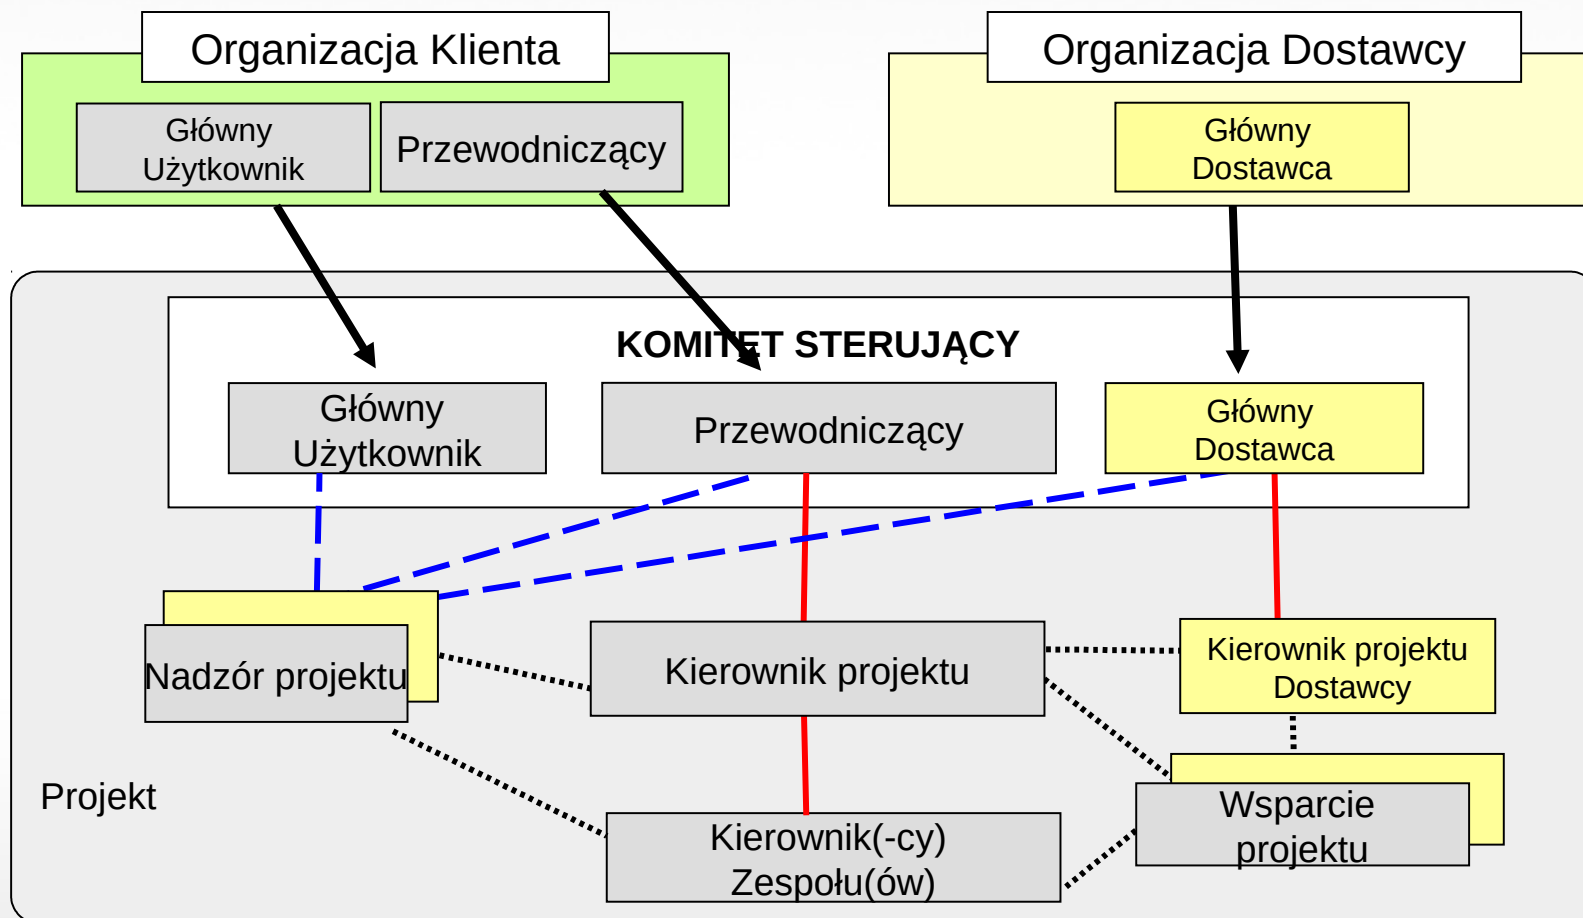 Organizacja Klienta
Organizacja Dostawcy
Główny
Użytkownik
Przewodniczący
Główny
Dostawca
KOMITET STERUJĄCY
Główny
Użytkownik
Przewodniczący
Główny
Dostawca
Nadzór projektu
Kierownik projektu
Kierownik projektu
Dostawcy
Projekt
Kierownik(-cy)
Zespołu(ów)
Wsparcie
projektu